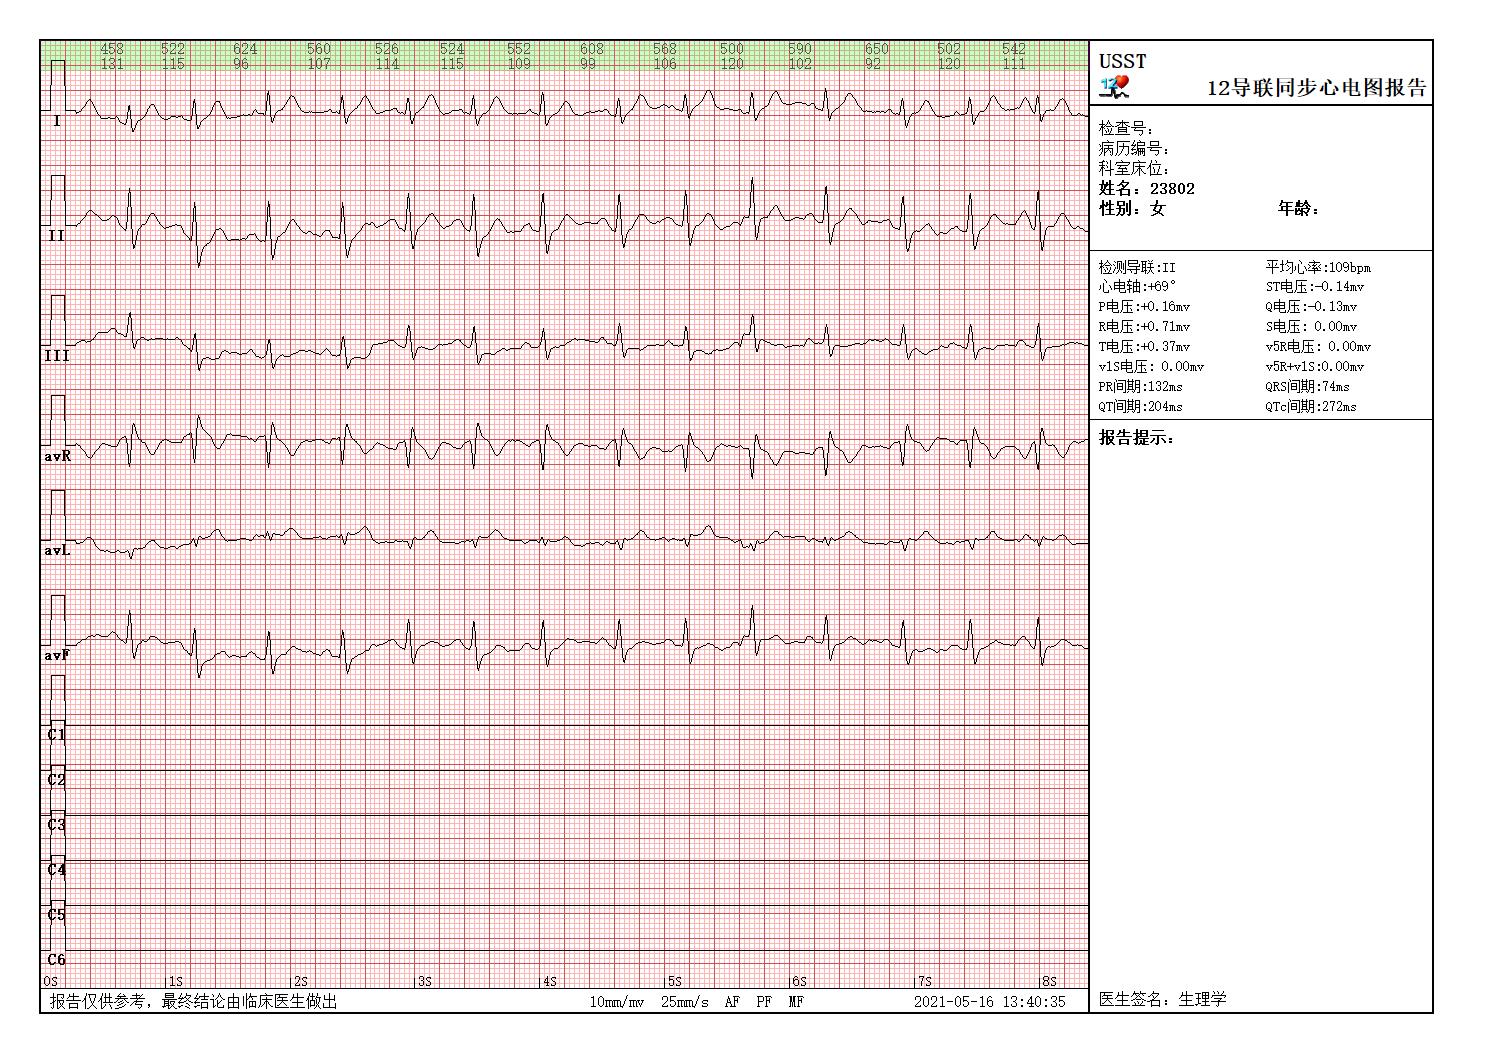 458 522 624 560 526 524 552 608 568 500 590 650 502 542
131 115 96 107 114 115 109 99 106 120 102 92 120 111
I
II
III
avR
avL
avF
C1
C2
C3
C4
C5
C6
0S 1S 2S 3S 4S 5S 6S 7S 8S
报告仅供参考，最终结论由临床医生做出 10mm/mv 25mm/s AF PF MF 2021-05-16 13:40:35
USST
12
12导联同步心电图报告
检查号：
病历编号：
科室床位：
姓名：23802
性别：女 年龄：
检测导联:II 平均心率:109bpm
心电轴:+69° ST电压:-0.14mv
P电压:+0.16mv Q电压:-0.13mv
R电压:+0.71mv S电压: 0.00mv
T电压:+0.37mv v5R电压: 0.00mv
v1S电压: 0.00mv v5R+v1S:0.00mv
PR间期:132ms QRS间期:74ms
QT间期:204ms QTc间期:272ms
报告提示：
医生签名：生理学